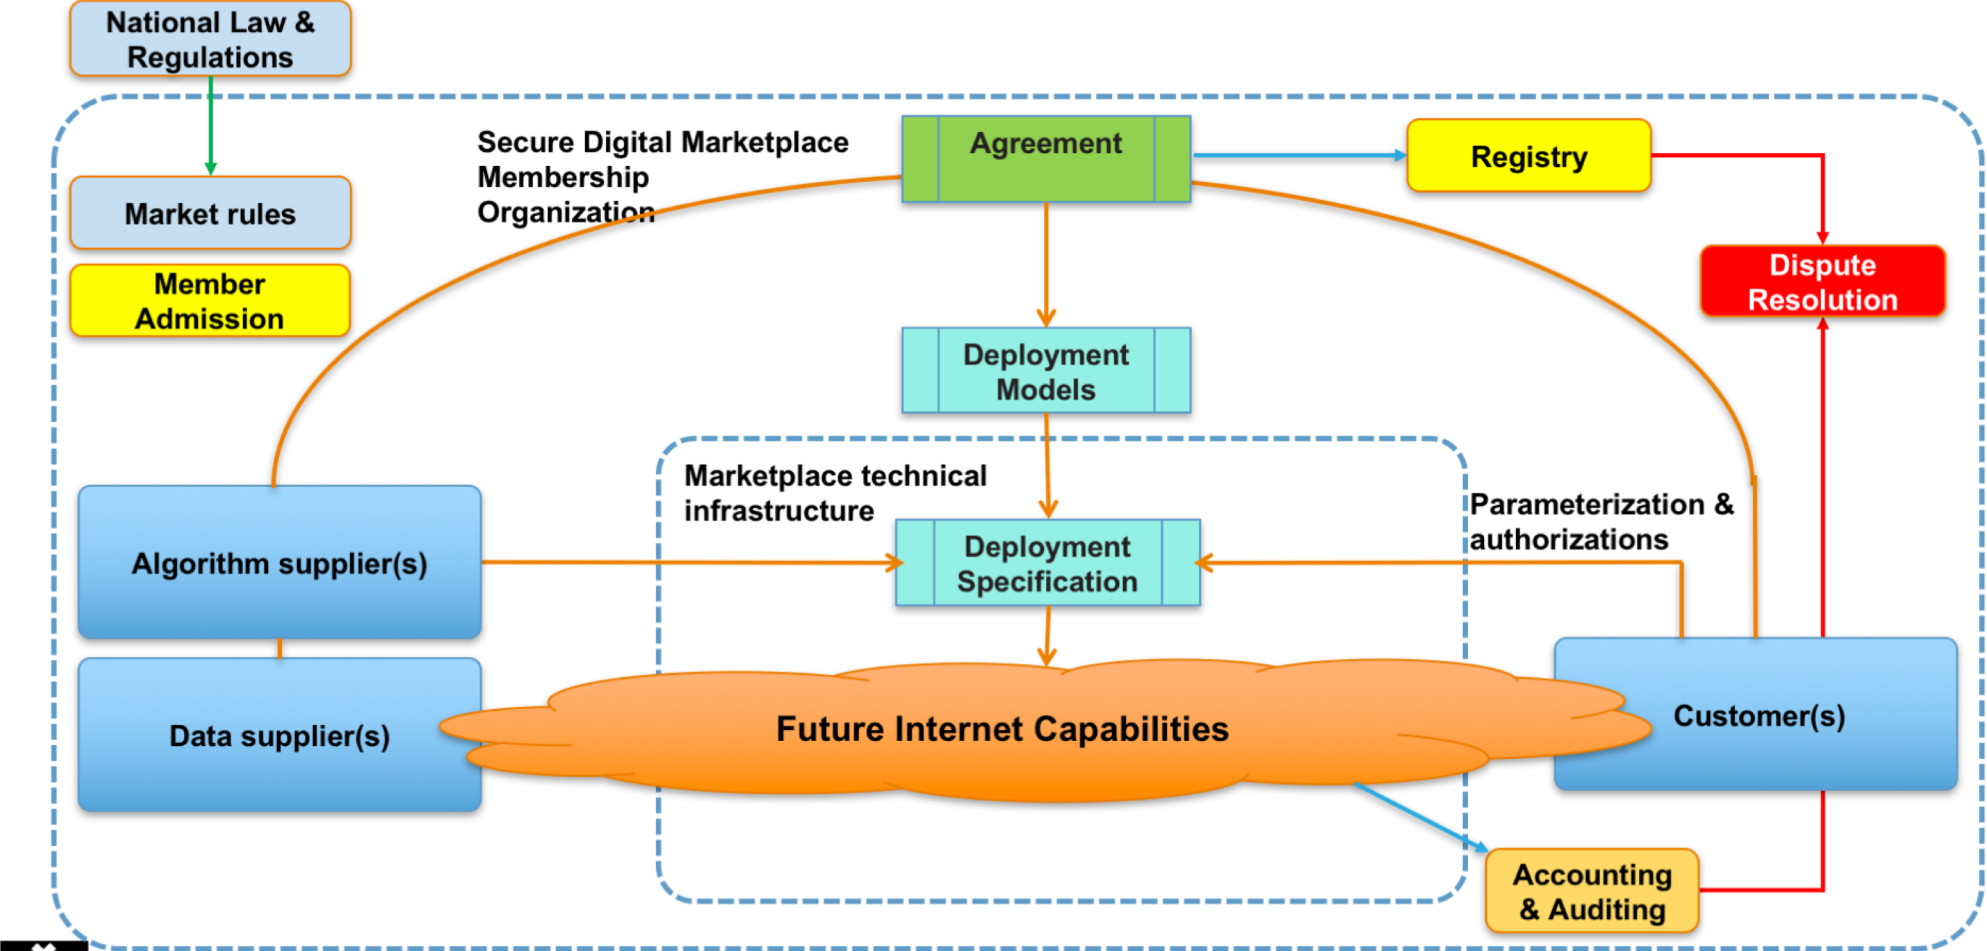 National Law &
Regulations
Secure Digital Marketplace
Membership
Organization
Agreement
Registry
Market rules
Member
Admission
Dispute
Resolution
Deployment
Models
Marketplace technical
infrastructure
Parameterization &
authorizations
Algorithm supplier(s)
Deployment
Specification
Data supplier(s)
Future Internet Capabilities
Customer(s)
Accounting
& Auditing